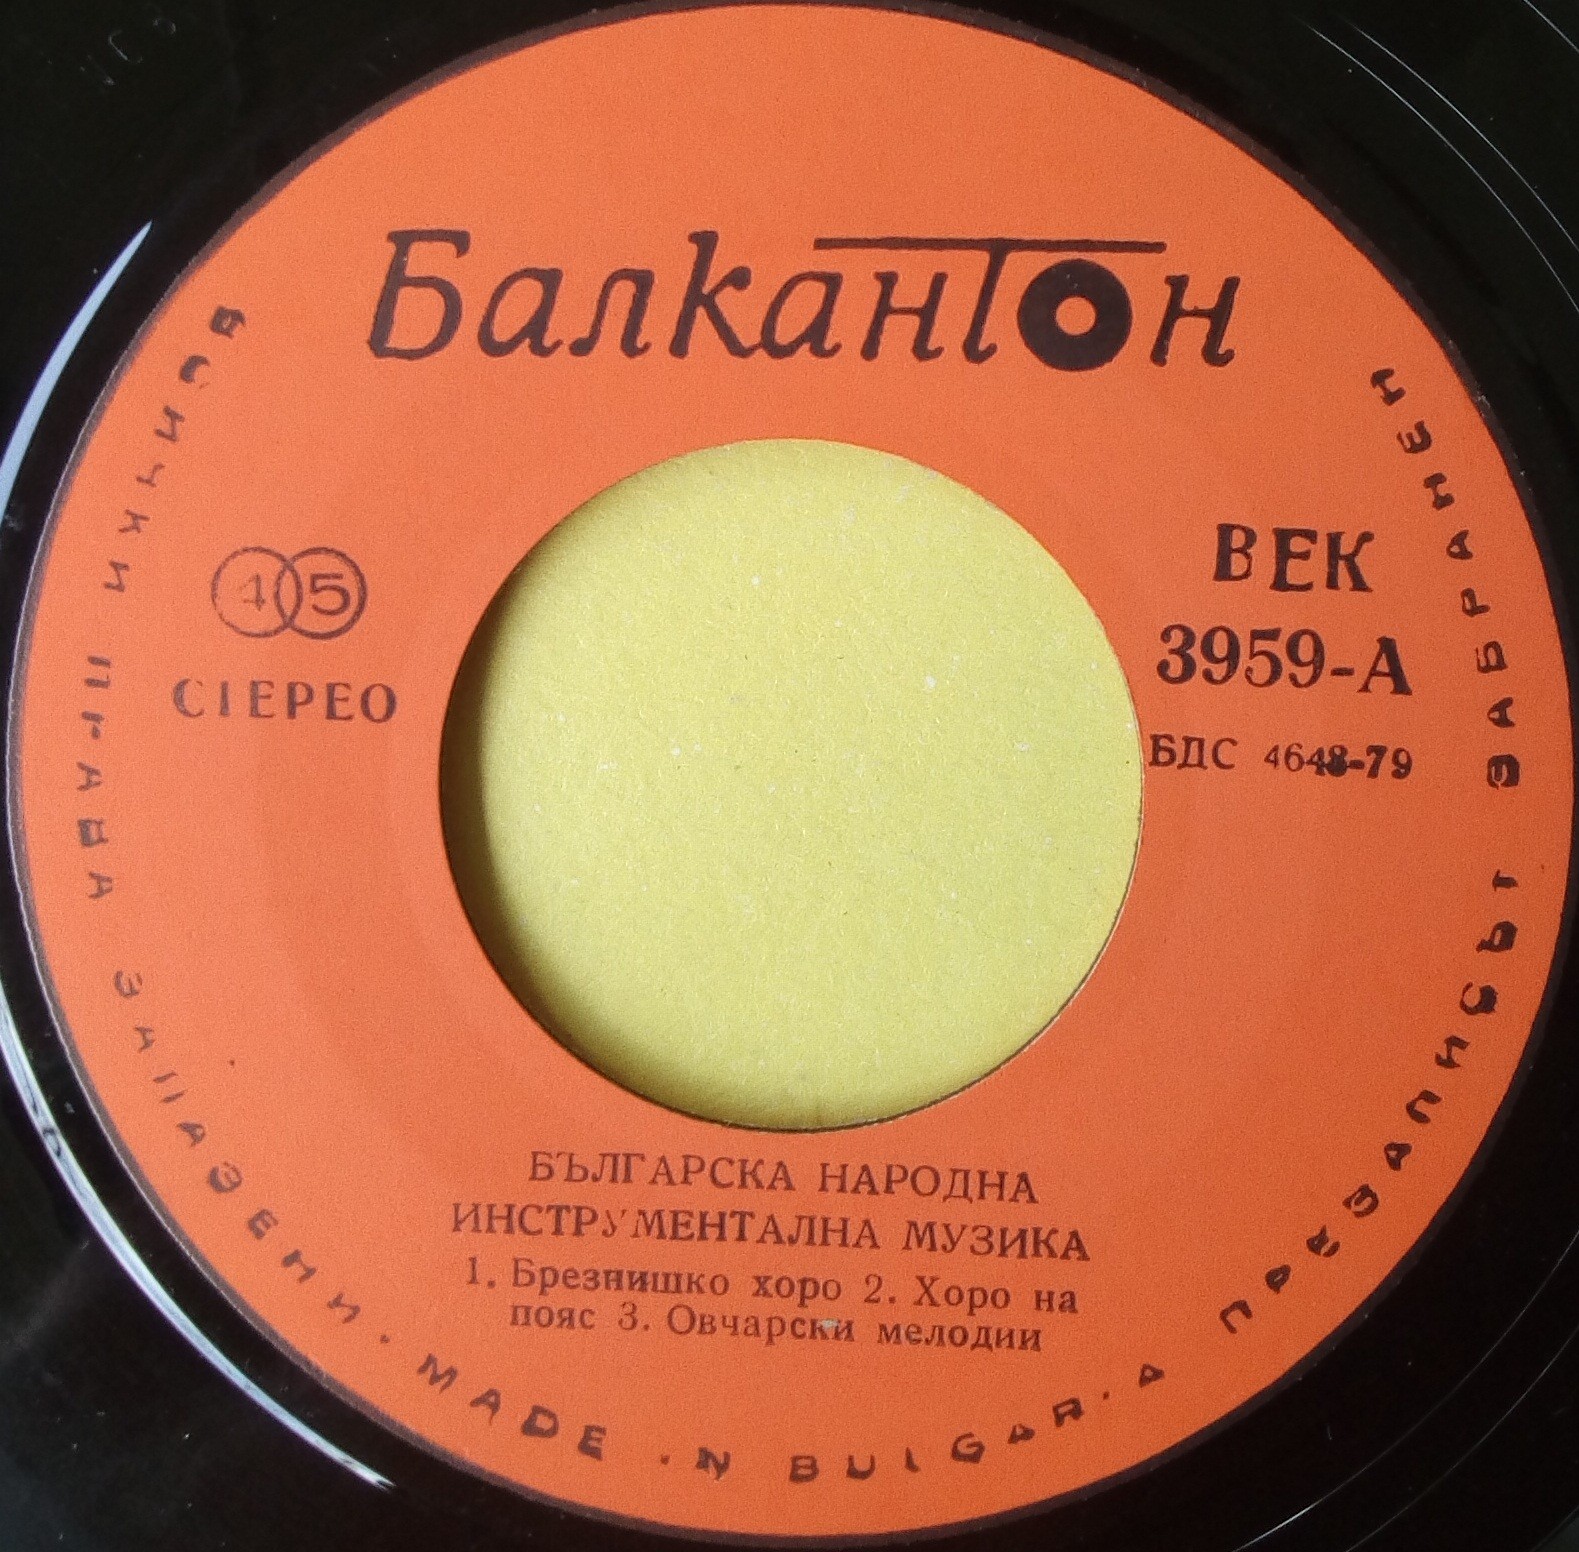 Балкантон
ВСИЧКИ ПРАВА ЗАПАЗЕНИ. MADE IN BULGARIA
ПРЕЗАПИСЪТ ЗАБРАНЕН
45
СТЕРЕО
ВЕК
3959-А
БДС 4648-79
БЪЛГАРСКА НАРОДНА
ИНСТРУМЕНТАЛНА МУЗИКА
1. Брезнишко хоро 2. Хоро на
пояс 3. Овчарски мелодии